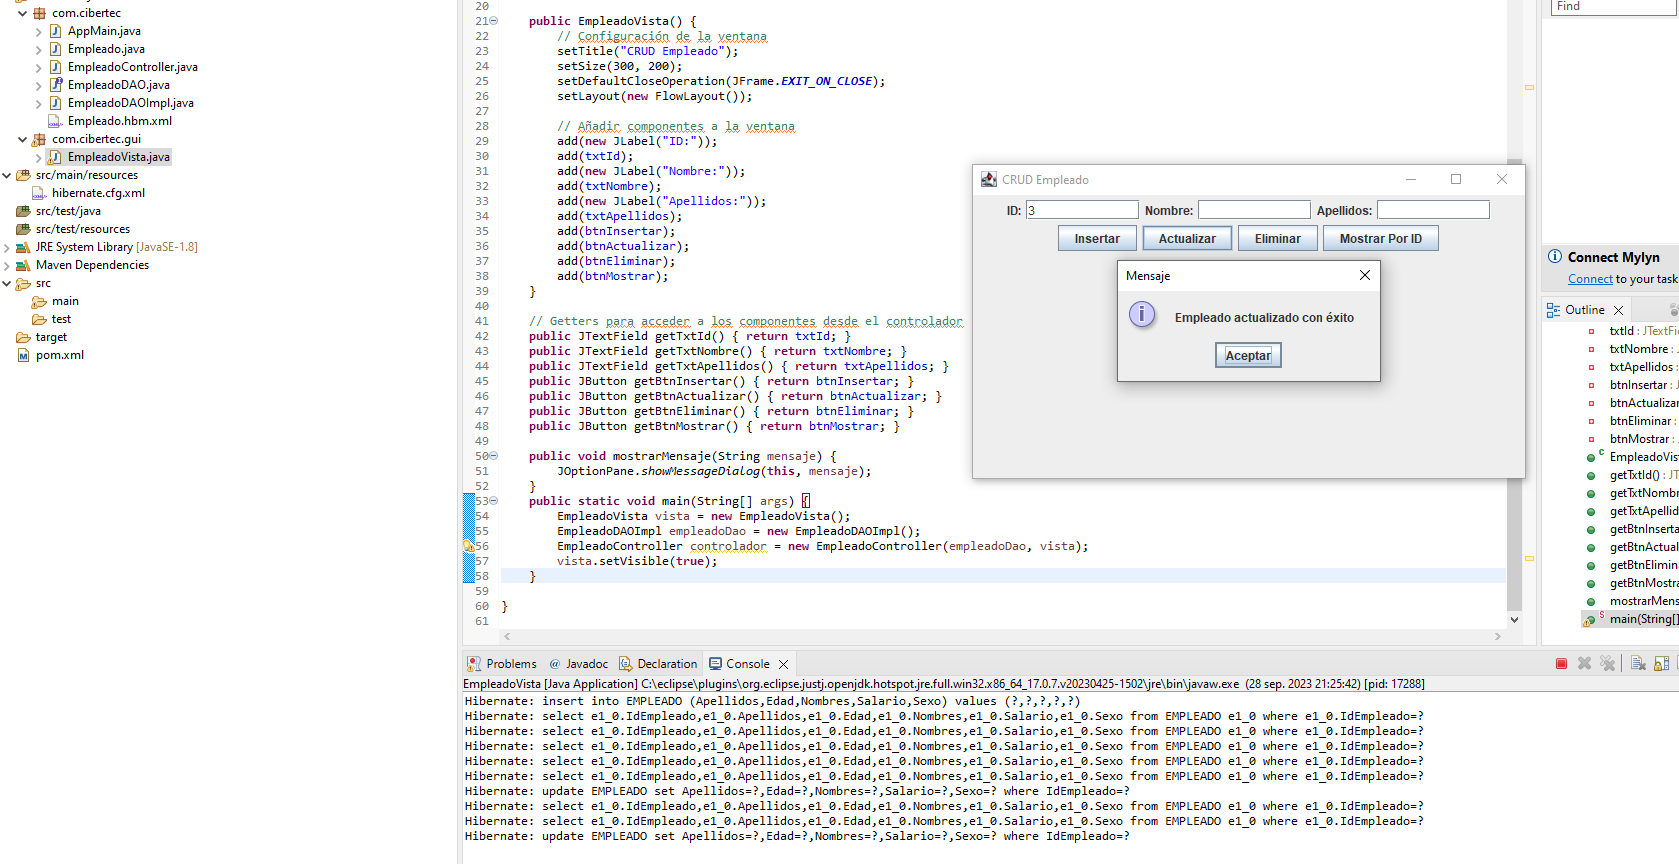 com.cibertec
AppMain.java
Empleado.java
EmpleadoController.java
EmpleadoDAO.java
EmpleadoDAOImpl.java
Empleado.hbm.xml
com.cibertec.gui
EmpleadoVista.java
src/main/resources
hibernate.cfg.xml
src/test/java
src/test/resources
JRE System Library [JavaSE-1.8]
Maven Dependencies
src
main
test
target
pom.xml
20
21 public EmpleadoVista() {
22 // Configuración de la ventana
23 setTitle("CRUD Empleado");
24 setSize(300, 200);
25 setDefaultCloseOperation(JFrame.EXIT_ON_CLOSE);
26 setLayout(new FlowLayout());
27
28 // Añadir componentes a la ventana
29 add(new JLabel("ID:"));
30 add(txtId);
31 add(new JLabel("Nombre:"));
32 add(txtNombre);
33 add(new JLabel("Apellidos:"));
34 add(txtApellidos);
35 add(btnInsertar);
36 add(btnActualizar);
37 add(btnEliminar);
38 add(btnMostrar);
39 }
40
41 // Getters para acceder a los componentes desde el controlador
42 public JTextField getTxtId() { return txtId; }
43 public JTextField getTxtNombre() { return txtNombre; }
44 public JTextField getTxtApellidos() { return txtApellidos; }
45 public JButton getBtnInsertar() { return btnInsertar; }
46 public JButton getBtnActualizar() { return btnActualizar; }
47 public JButton getBtnEliminar() { return btnEliminar; }
48 public JButton getBtnMostrar() { return btnMostrar; }
49
50 public void mostrarMensaje(String mensaje) {
51 JOptionPane.showMessageDialog(this, mensaje);
52 }
53 public static void main(String[] args) {
54 EmpleadoVista vista = new EmpleadoVista();
55 EmpleadoDAOImpl empleadoDao = new EmpleadoDAOImpl();
56 EmpleadoController controlador = new EmpleadoController(empleadoDao, vista);
57 vista.setVisible(true);
58 }
59
60 }
61
CRUD Empleado
ID: 3 Nombre: Apellidos:
Insertar Actualizar Eliminar Mostrar Por ID
Mensaje
Empleado actualizado con éxito
Aceptar
Find
Connect Mylyn
Connect to your task
Outline
txtId : JTextFi
txtNombre : J
txtApellidos :
btnInsertar : J
btnActualizar
btnEliminar :
btnMostrar : J
EmpleadoVis
getTxtId() : JT
getTxtNombr
getTxtApellid
getBtnInserta
getBtnActual
getBtnElimin
getBtnMostra
mostrarMens
main(String[]
Problems Javadoc Declaration Console
EmpleadoVista [Java Application] C:\eclipse\plugins\org.eclipse.justj.openjdk.hotspot.jre.full.win32.x86_64_17.0.7.v20230425-1502\jre\bin\javaw.exe (28 sep. 2023 21:25:42) [pid: 17288]
Hibernate: insert into EMPLEADO (Apellidos,Edad,Nombres,Salario,Sexo) values (?,?,?,?,?)
Hibernate: select e1_0.IdEmpleado,e1_0.Apellidos,e1_0.Edad,e1_0.Nombres,e1_0.Salario,e1_0.Sexo from EMPLEADO e1_0 where e1_0.IdEmpleado=?
Hibernate: select e1_0.IdEmpleado,e1_0.Apellidos,e1_0.Edad,e1_0.Nombres,e1_0.Salario,e1_0.Sexo from EMPLEADO e1_0 where e1_0.IdEmpleado=?
Hibernate: select e1_0.IdEmpleado,e1_0.Apellidos,e1_0.Edad,e1_0.Nombres,e1_0.Salario,e1_0.Sexo from EMPLEADO e1_0 where e1_0.IdEmpleado=?
Hibernate: select e1_0.IdEmpleado,e1_0.Apellidos,e1_0.Edad,e1_0.Nombres,e1_0.Salario,e1_0.Sexo from EMPLEADO e1_0 where e1_0.IdEmpleado=?
Hibernate: select e1_0.IdEmpleado,e1_0.Apellidos,e1_0.Edad,e1_0.Nombres,e1_0.Salario,e1_0.Sexo from EMPLEADO e1_0 where e1_0.IdEmpleado=?
Hibernate: update EMPLEADO set Apellidos=?,Edad=?,Nombres=?,Salario=?,Sexo=? where IdEmpleado=?
Hibernate: select e1_0.IdEmpleado,e1_0.Apellidos,e1_0.Edad,e1_0.Nombres,e1_0.Salario,e1_0.Sexo from EMPLEADO e1_0 where e1_0.IdEmpleado=?
Hibernate: select e1_0.IdEmpleado,e1_0.Apellidos,e1_0.Edad,e1_0.Nombres,e1_0.Salario,e1_0.Sexo from EMPLEADO e1_0 where e1_0.IdEmpleado=?
Hibernate: update EMPLEADO set Apellidos=?,Edad=?,Nombres=?,Salario=?,Sexo=? where IdEmpleado=?